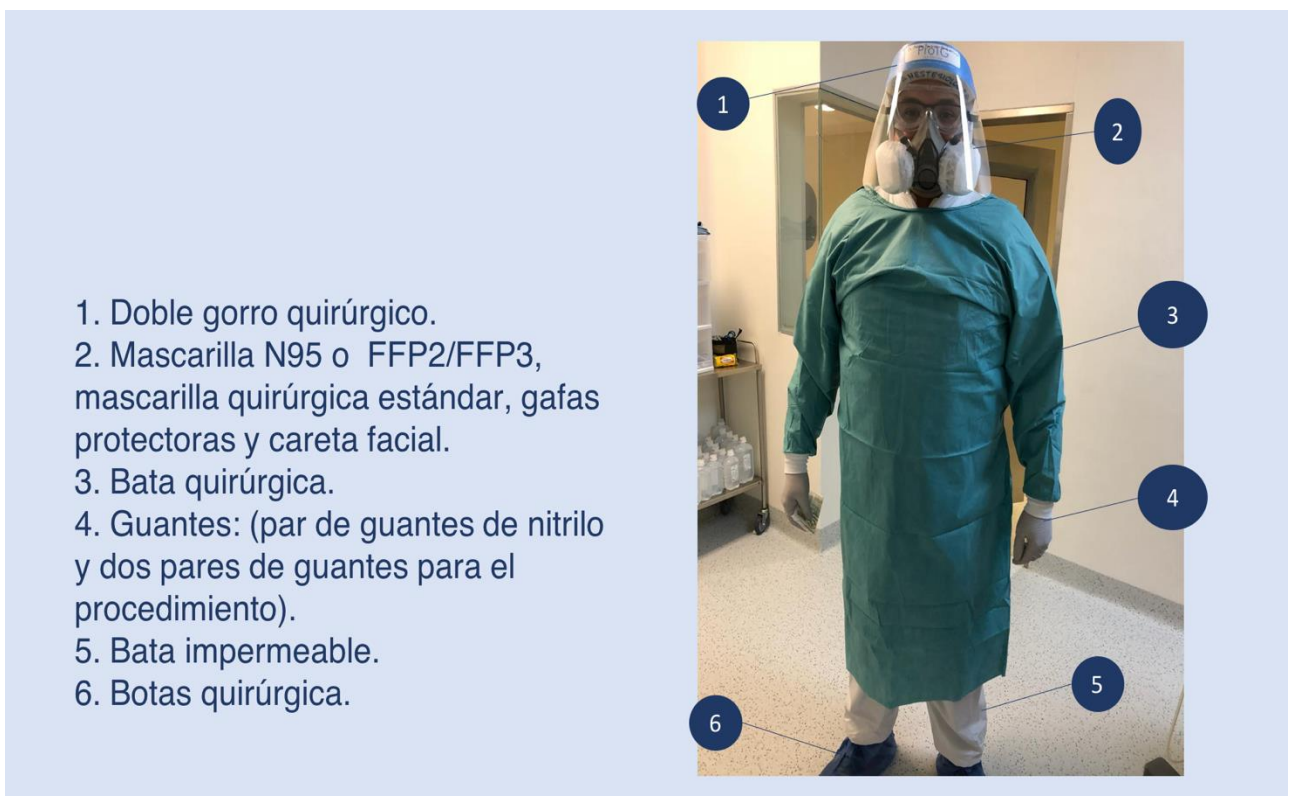 1. Doble gorro quirúrgico.
2. Mascarilla N95 o FFP2/FFP3,
mascarilla quirúrgica estándar, gafas
protectoras y careta facial.
3. Bata quirúrgica.
4. Guantes: (par de guantes de nitrilo
y dos pares de guantes para el
procedimiento).
5. Bata impermeable.
6. Botas quirúrgica.
1
2
3
4
5
6